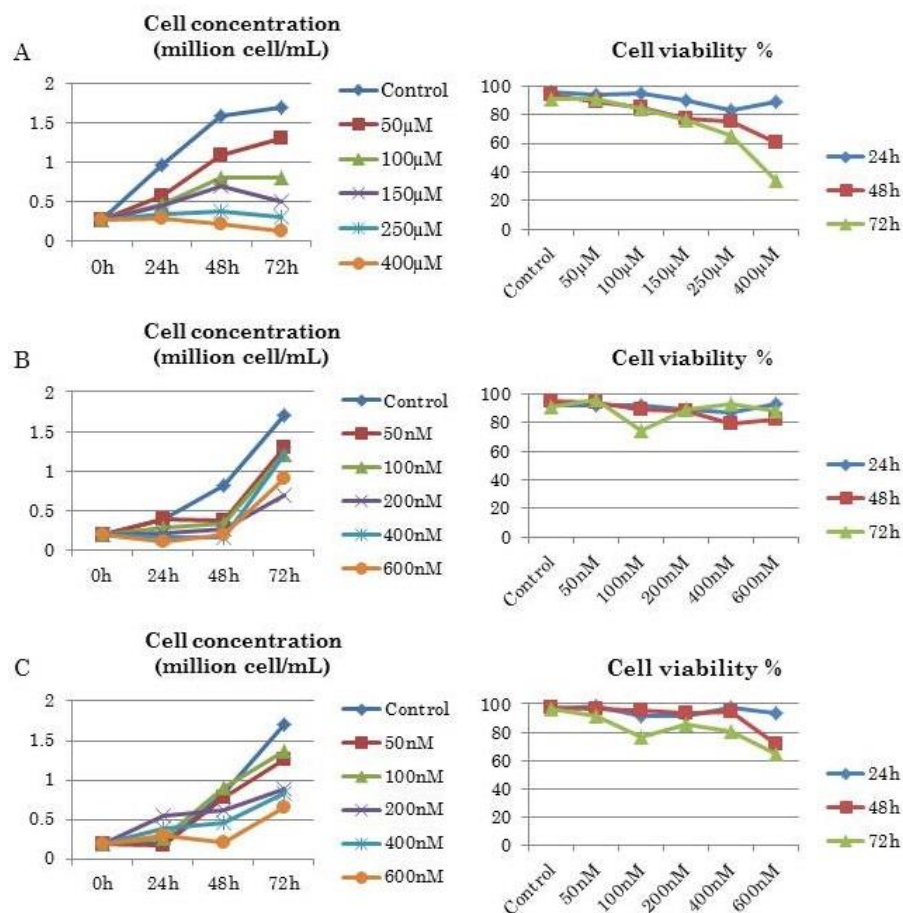 A
Cell concentration
(million cell/mL)
2
1.5
1
0.5
0
0h 24h 48h 72h
Control
50µM
100µM
150µM
250µM
400µM
Cell viability %
100
80
60
40
20
0
Control 50µM 100µM 150µM 250µM 400µM
24h
48h
72h
B
Cell concentration
(million cell/mL)
2
1.5
1
0.5
0
0h 24h 48h 72h
Control
50nM
100nM
200nM
400nM
600nM
Cell viability %
100
80
60
40
20
0
Control 50nM 100nM 200nM 400nM 600nM
24h
48h
72h
C
Cell concentration
(million cell/mL)
2
1.5
1
0.5
0
0h 24h 48h 72h
Control
50nM
100nM
200nM
400nM
600nM
Cell viability %
100
80
60
40
20
0
Control 50nM 100nM 200nM 400nM 600nM
24h
48h
72h